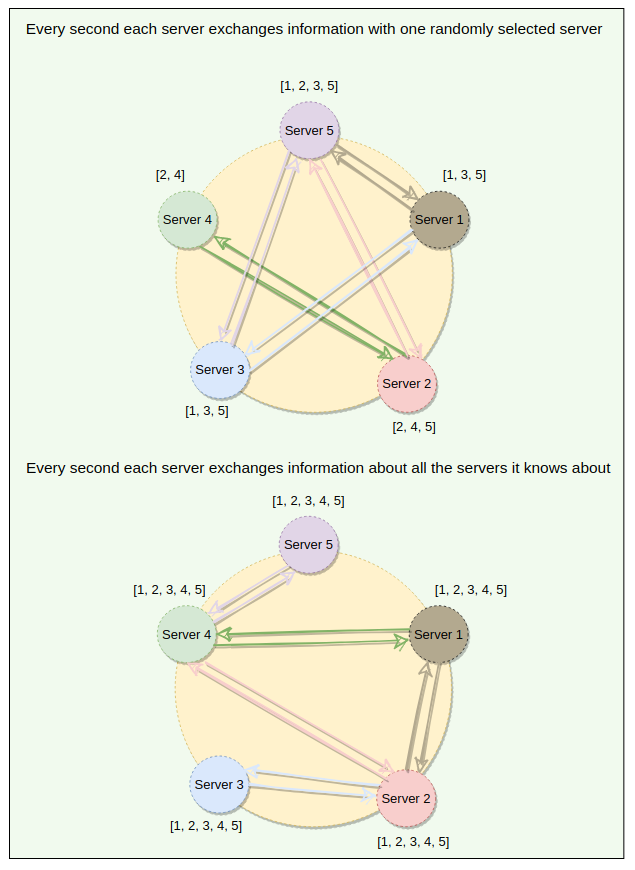 Every second each server exchanges information with one randomly selected server
[1, 2, 3, 5]
Server 5
[2, 4]
[1, 3, 5]
Server 4
Server 1
Server 3
Server 2
[1, 3, 5]
[2, 4, 5]
Every second each server exchanges information about all the servers it knows about
[1, 2, 3, 4, 5]
Server 5
[1, 2, 3, 4, 5]
[1, 2, 3, 4, 5]
Server 4
Server 1
Server 3
Server 2
[1, 2, 3, 4, 5]
[1, 2, 3, 4, 5]